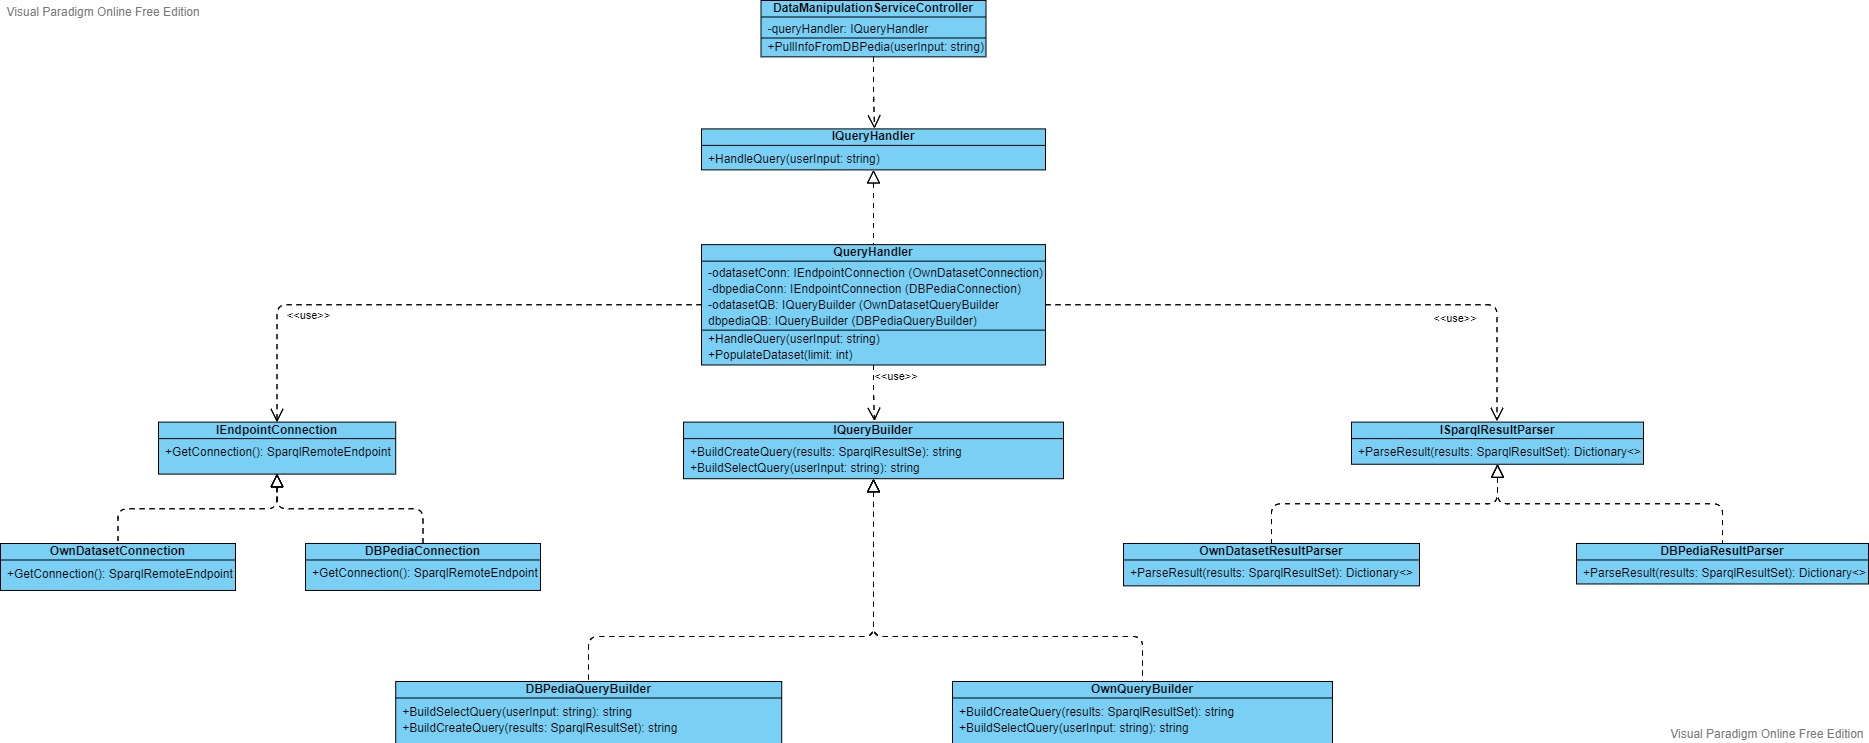 Visual Paradigm Online Free Edition
DataManipulationServiceController
-queryHandler: IQueryHandler
+PullInfoFromDBPedia(userInput: string)
IQueryHandler
+HandleQuery(userInput: string)
QueryHandler
-odatasetConn: IEndpointConnection (OwnDatasetConnection)
-dbpediaConn: IEndpointConnection (DBPediaConnection)
-odatasetQB: IQueryBuilder (OwnDatasetQueryBuilder
dbpediaQB: IQueryBuilder (DBPediaQueryBuilder)
+HandleQuery(userInput: string)
+PopulateDataset(limit: int)
<<use>>
<<use>>
<<use>>
IEndpointConnection
+GetConnection(): SparqlRemoteEndpoint
IQueryBuilder
+BuildCreateQuery(results: SparqlResultSe): string
+BuildSelectQuery(userInput: string): string
ISparqlResultParser
+ParseResult(results: SparqlResultSet): Dictionary<>
OwnDatasetConnection
+GetConnection(): SparqlRemoteEndpoint
DBPediaConnection
+GetConnection(): SparqlRemoteEndpoint
OwnDatasetResultParser
+ParseResult(results: SparqlResultSet): Dictionary<>
DBPediaResultParser
+ParseResult(results: SparqlResultSet): Dictionary<>
DBPediaQueryBuilder
+BuildSelectQuery(userInput: string): string
+BuildCreateQuery(results: SparqlResultSet): string
OwnQueryBuilder
+BuildCreateQuery(results: SparqlResultSet): string
+BuildSelectQuery(userInput: string): string
Visual Paradigm Online Free Edition